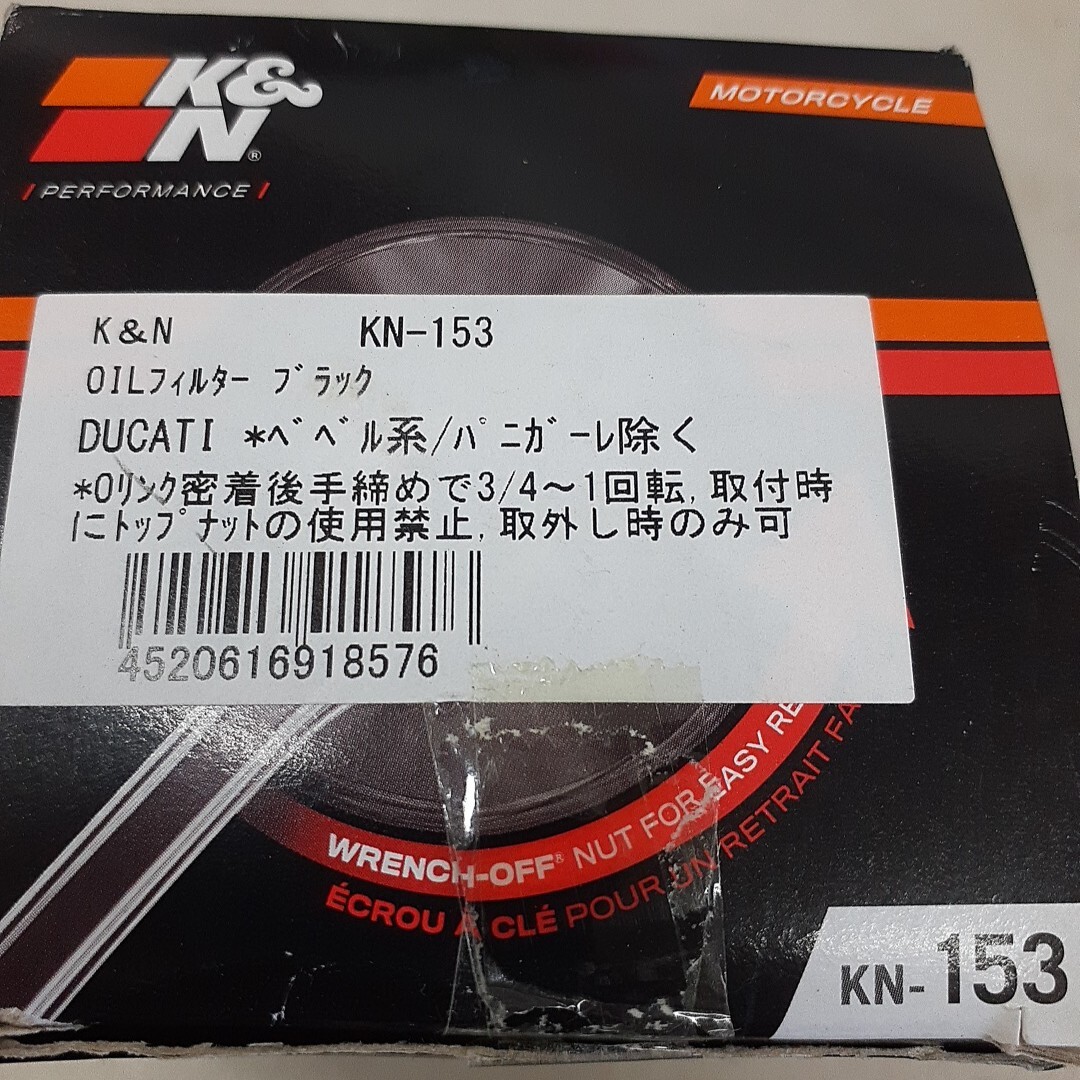 K&
N®
PERFORMANCE
MOTORCYCLE
K&N KN-153
OILフィルター ブラック
DUCATI *ベベル系/パニガーレ除く
*Oリンク密着後手締めで3/4～1回転,取付時
にトップナットの使用禁止,取外し時のみ可
4520616918576
WRENCH-OFF® NUT FOR EASY RE
ÉCROU À CLÉ POUR UN RETRAIT FA
KN-153